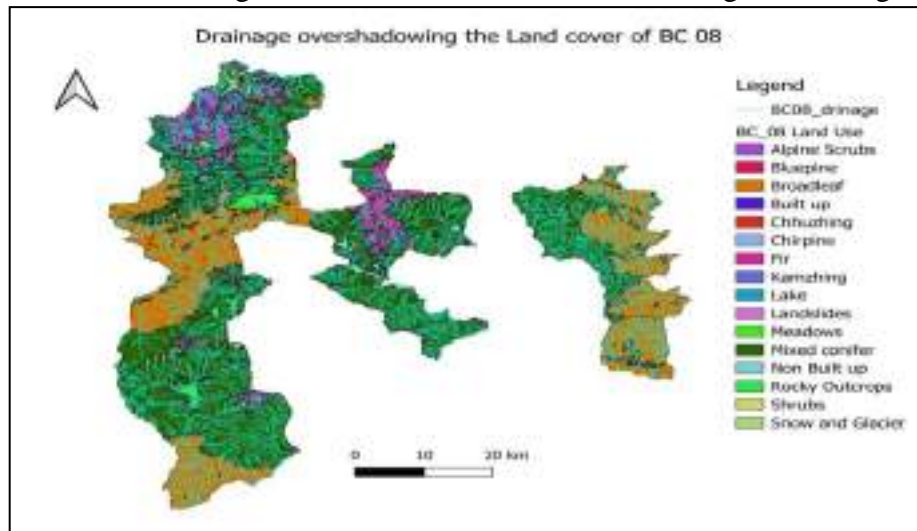 Drainage overshadowing the Land cover of BC 08
Legend
BC08_drinage
BC_08 Land Use
Alpine Scrubs
Bluepine
Broadleaf
Built up
Chhuzhing
Chirpine
Fir
Kamzhing
Lake
Landslides
Meadows
Mixed conifer
Non Built up
Rocky Outcrops
Shrubs
Snow and Glacier
0 10 20 km